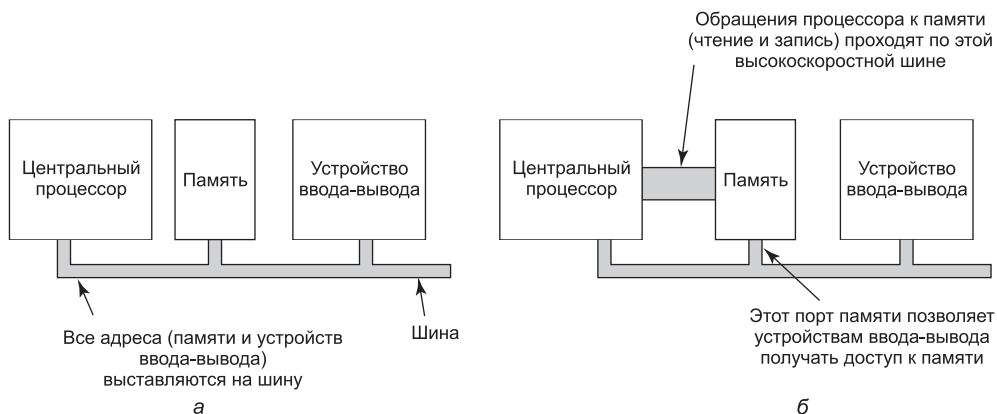 Обращения процессора к памяти
(чтение и запись) проходят по этой
высокоскоростной шине
Центральный
процессор
Память
Устройство
ввода-вывода
Центральный
процессор
Память
Устройство
ввода-вывода
Все адреса (памяти и устройств
ввода-вывода)
выставляются на шину
Шина
Этот порт памяти позволяет
устройствам ввода-вывода
получать доступ к памяти
а
б